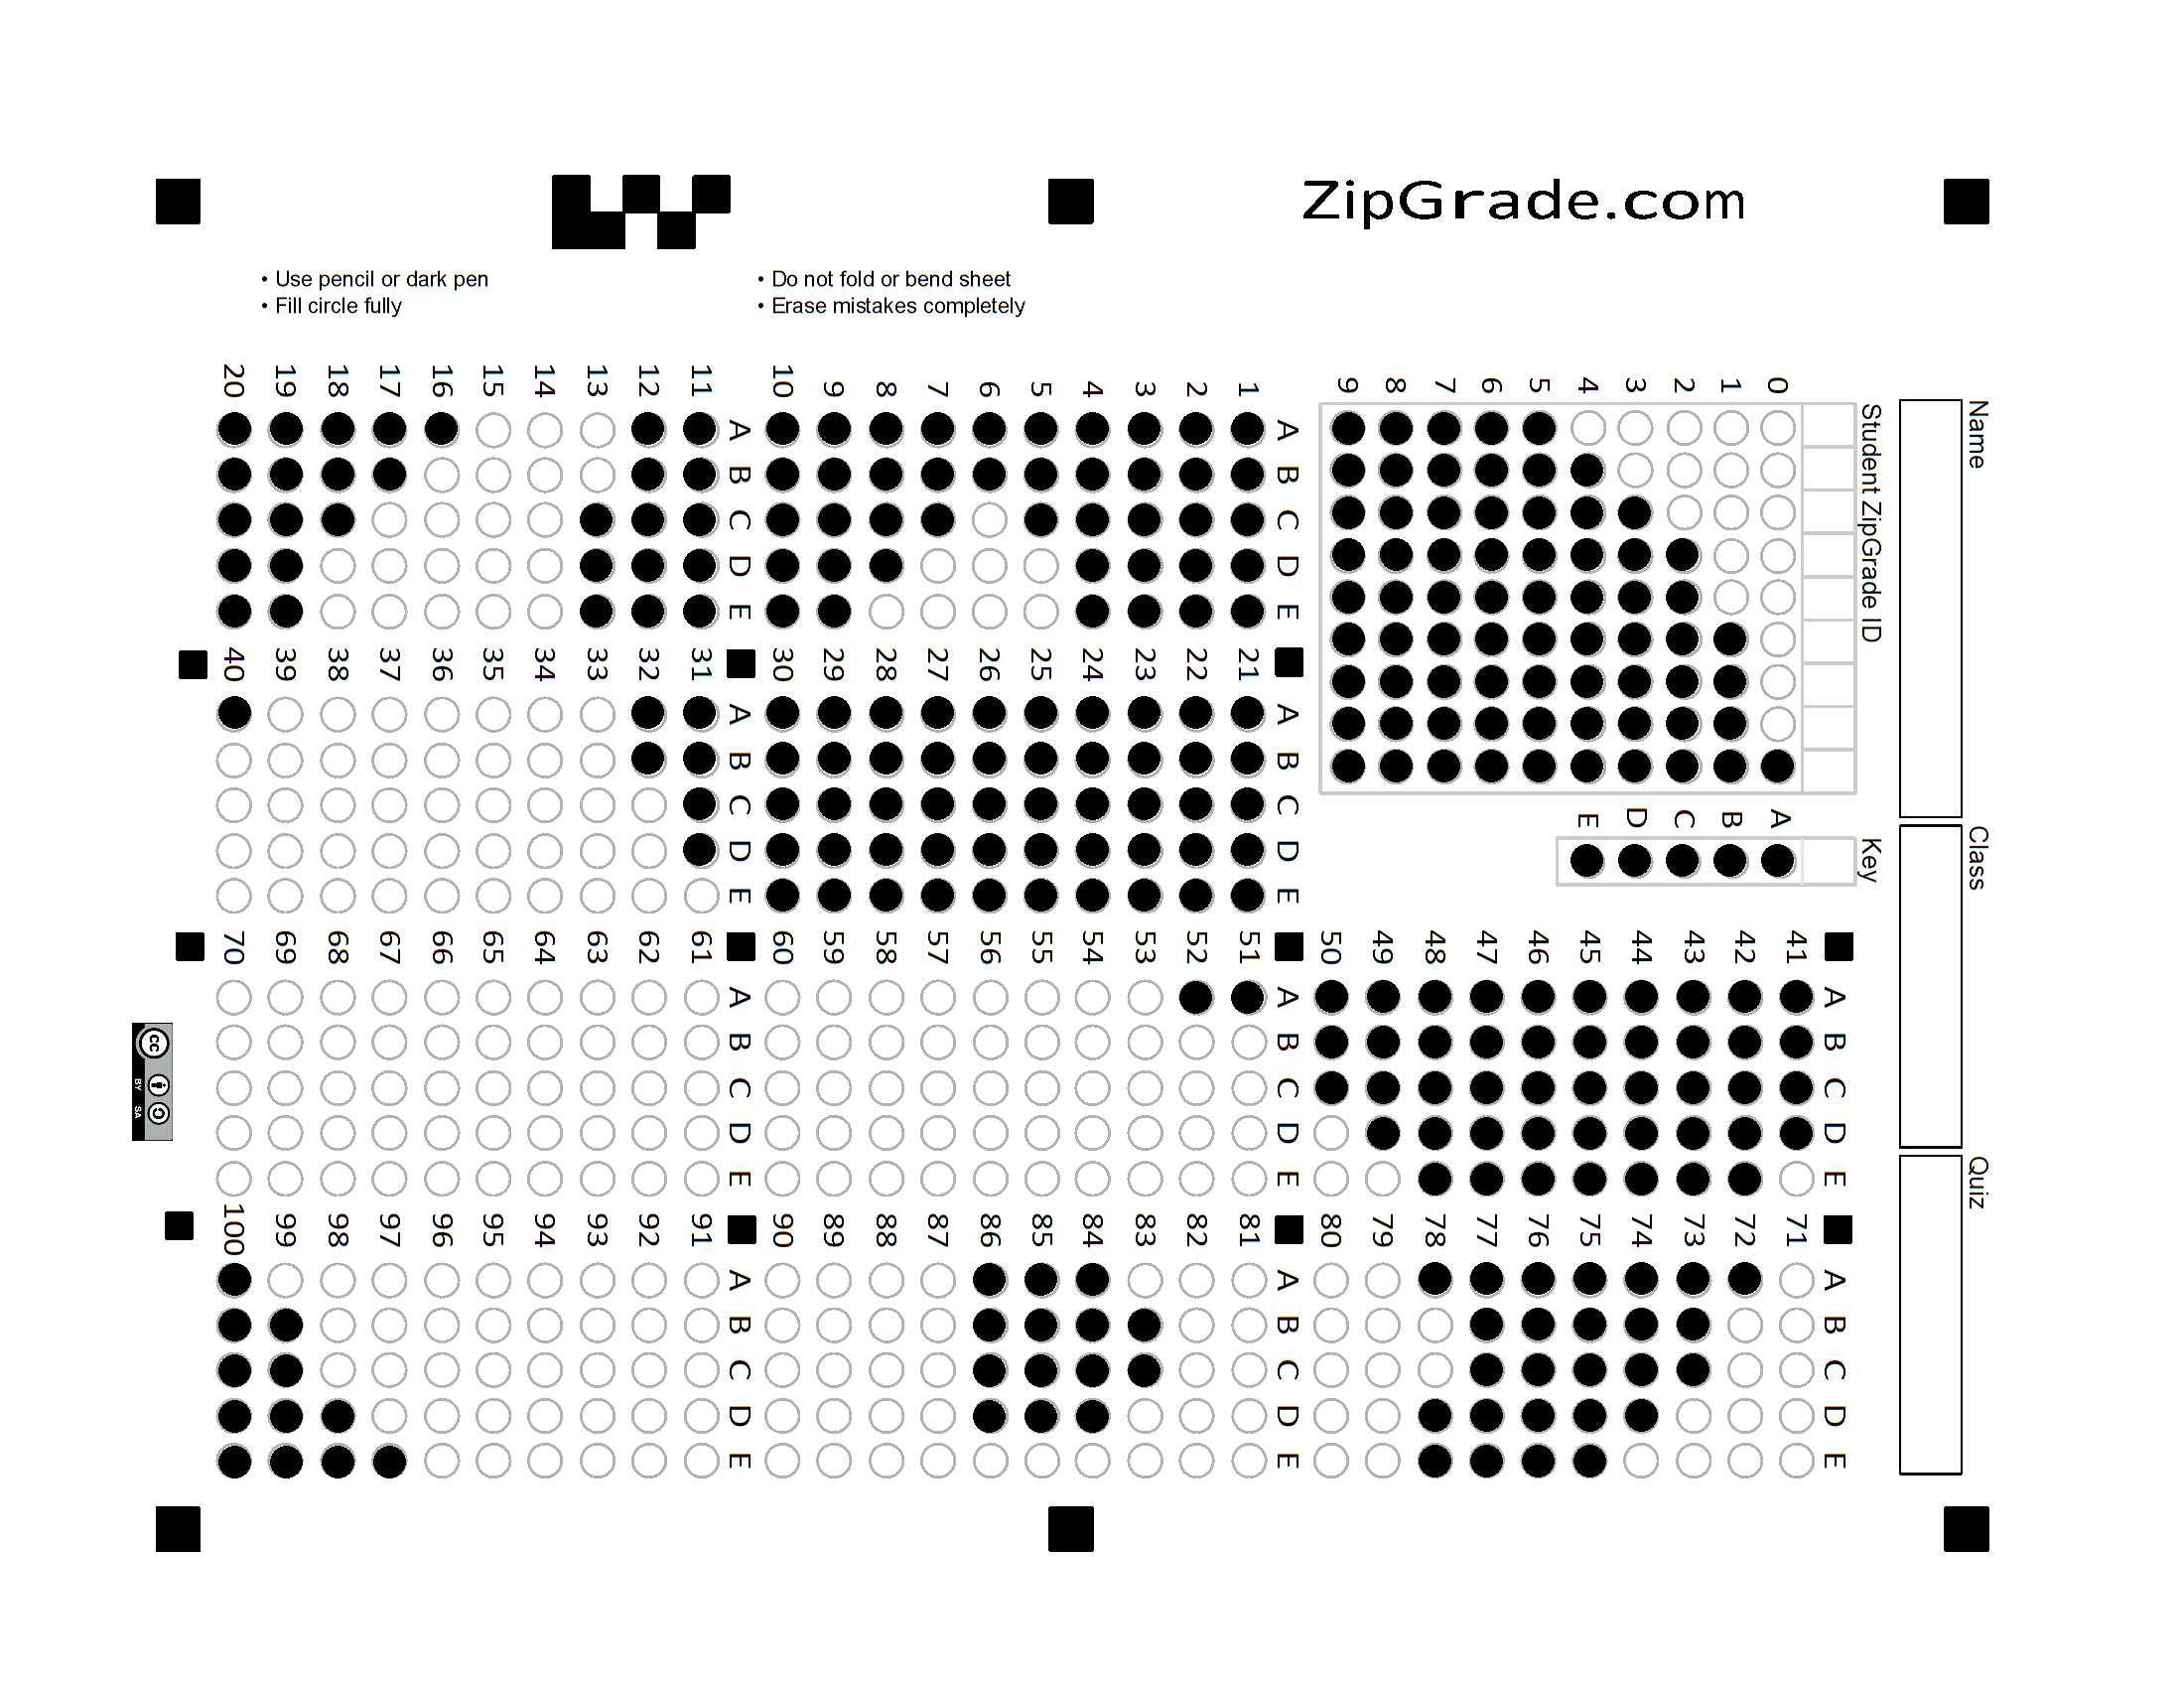 ZipGrade.com
• Use pencil or dark pen
• Fill circle fully
• Do not fold or bend sheet
• Erase mistakes completely
Name
Class
Quiz
Student ZipGrade ID
0 1 2 3 4 5 6 7 8 9
Key
A B C D E
A B C D E
1 2 3 4 5 6 7 8 9 10
A B C D E
11 12 13 14 15 16 17 18 19 20
A B C D E
21 22 23 24 25 26 27 28 29 30
A B C D E
31 32 33 34 35 36 37 38 39 40
A B C D E
41 42 43 44 45 46 47 48 49 50
A B C D E
51 52 53 54 55 56 57 58 59 60
A B C D E
61 62 63 64 65 66 67 68 69 70
A B C D E
71 72 73 74 75 76 77 78 79 80
A B C D E
81 82 83 84 85 86 87 88 89 90
A B C D E
91 92 93 94 95 96 97 98 99 100
A B C D E
cc BY SA